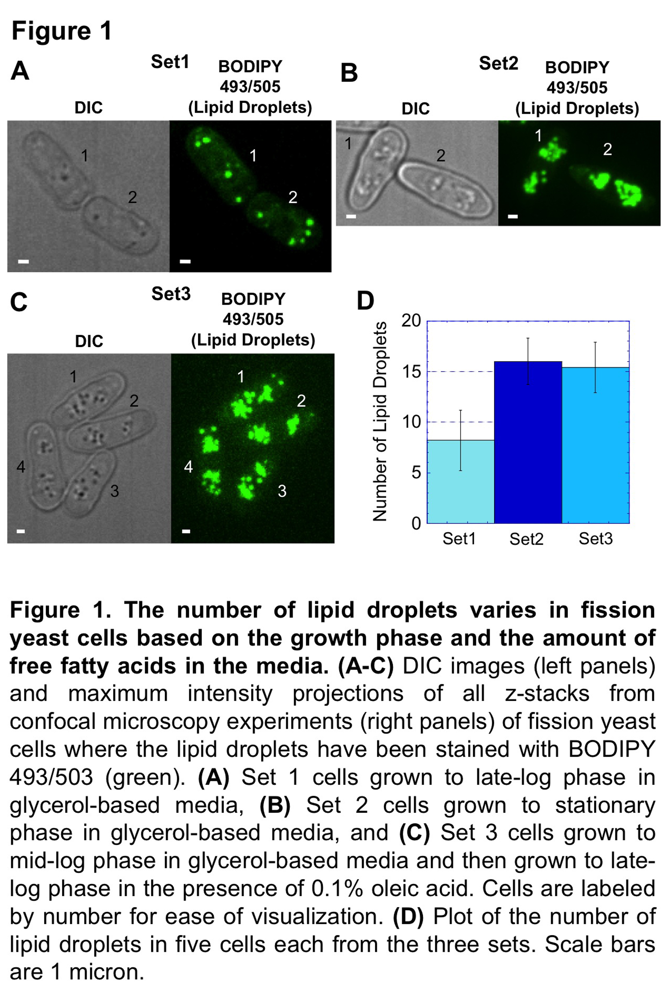 Figure 1
A
Set1
BODIPY
493/505
(Lipid Droplets)
DIC
1
2
1
2
B
Set2
BODIPY
493/505
(Lipid Droplets)
DIC
1
2
1
2
C
Set3
BODIPY
493/505
(Lipid Droplets)
DIC
1
2
4
3
1
2
4
3
D
Number of Lipid Droplets
20
15
10
5
0
Set1 Set2 Set3
Figure 1. The number of lipid droplets varies in fission
yeast cells based on the growth phase and the amount of
free fatty acids in the media. (A-C) DIC images (left panels)
and maximum intensity projections of all z-stacks from
confocal microscopy experiments (right panels) of fission yeast
cells where the lipid droplets have been stained with BODIPY
493/503 (green). (A) Set 1 cells grown to late-log phase in
glycerol-based media, (B) Set 2 cells grown to stationary
phase in glycerol-based media, and (C) Set 3 cells grown to
mid-log phase in glycerol-based media and then grown to late-
log phase in the presence of 0.1% oleic acid. Cells are labeled
by number for ease of visualization. (D) Plot of the number of
lipid droplets in five cells each from the three sets. Scale bars
are 1 micron.